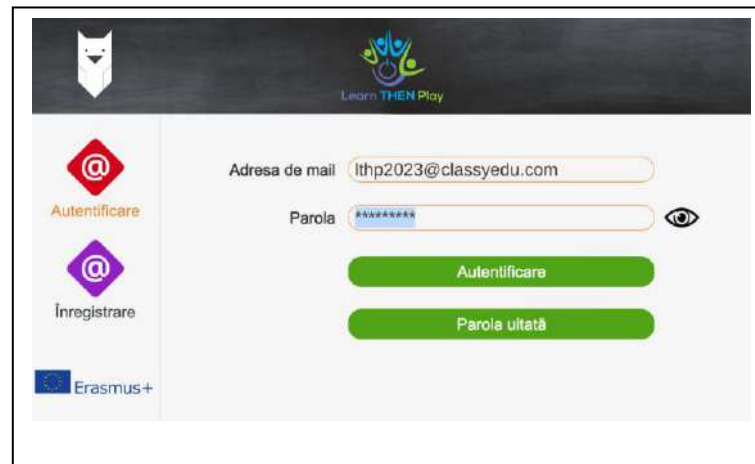 Learn THEN Play
@
Autentificare
@
Înregistrare
Erasmus+
Adresa de mail
lthp2023@classyedu.com
Parola
*********
Autentificare
Parola uitată